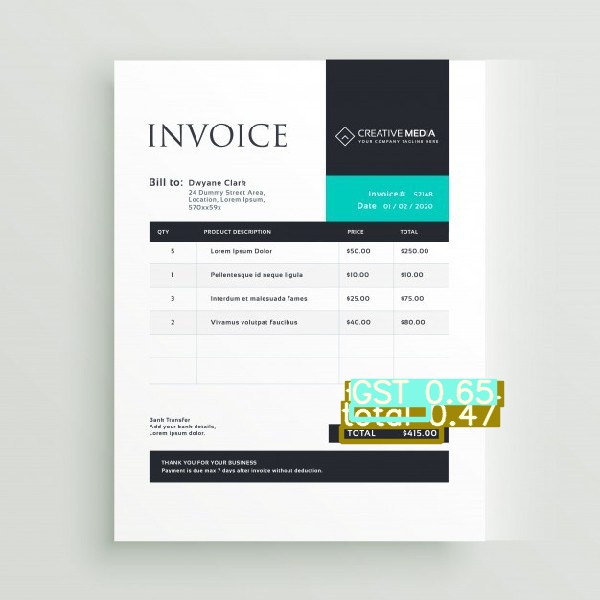 INVOICE
CREATIVE MEDIA
YOUR COMPANY TAGLINE HERE
Bill to: Dwyane Clark
24 Dummy Street Area,
Location, Lorem Ipsum,
570xx59x
Invoice# 52148
Date 01 / 02 / 2020
QTY PRODUCT DESCRIPTION PRICE TOTAL
5 Lorem Ipsum Dolor $50.00 $250.00
1 Pellentesque id neque ligula $10.00 $10.00
3 Interdum et malesuada fames $25.00 $75.00
2 Vivamus volutpat faucibus $40.00 $80.00
GST 0.65
total 0.47
Bank Transfer
Add your bank details,
Lorem ipsum dolor.
TOTAL $415.00
THANK YOU FOR YOUR BUSINESS
Payment is due max 7 days after invoice without deduction.